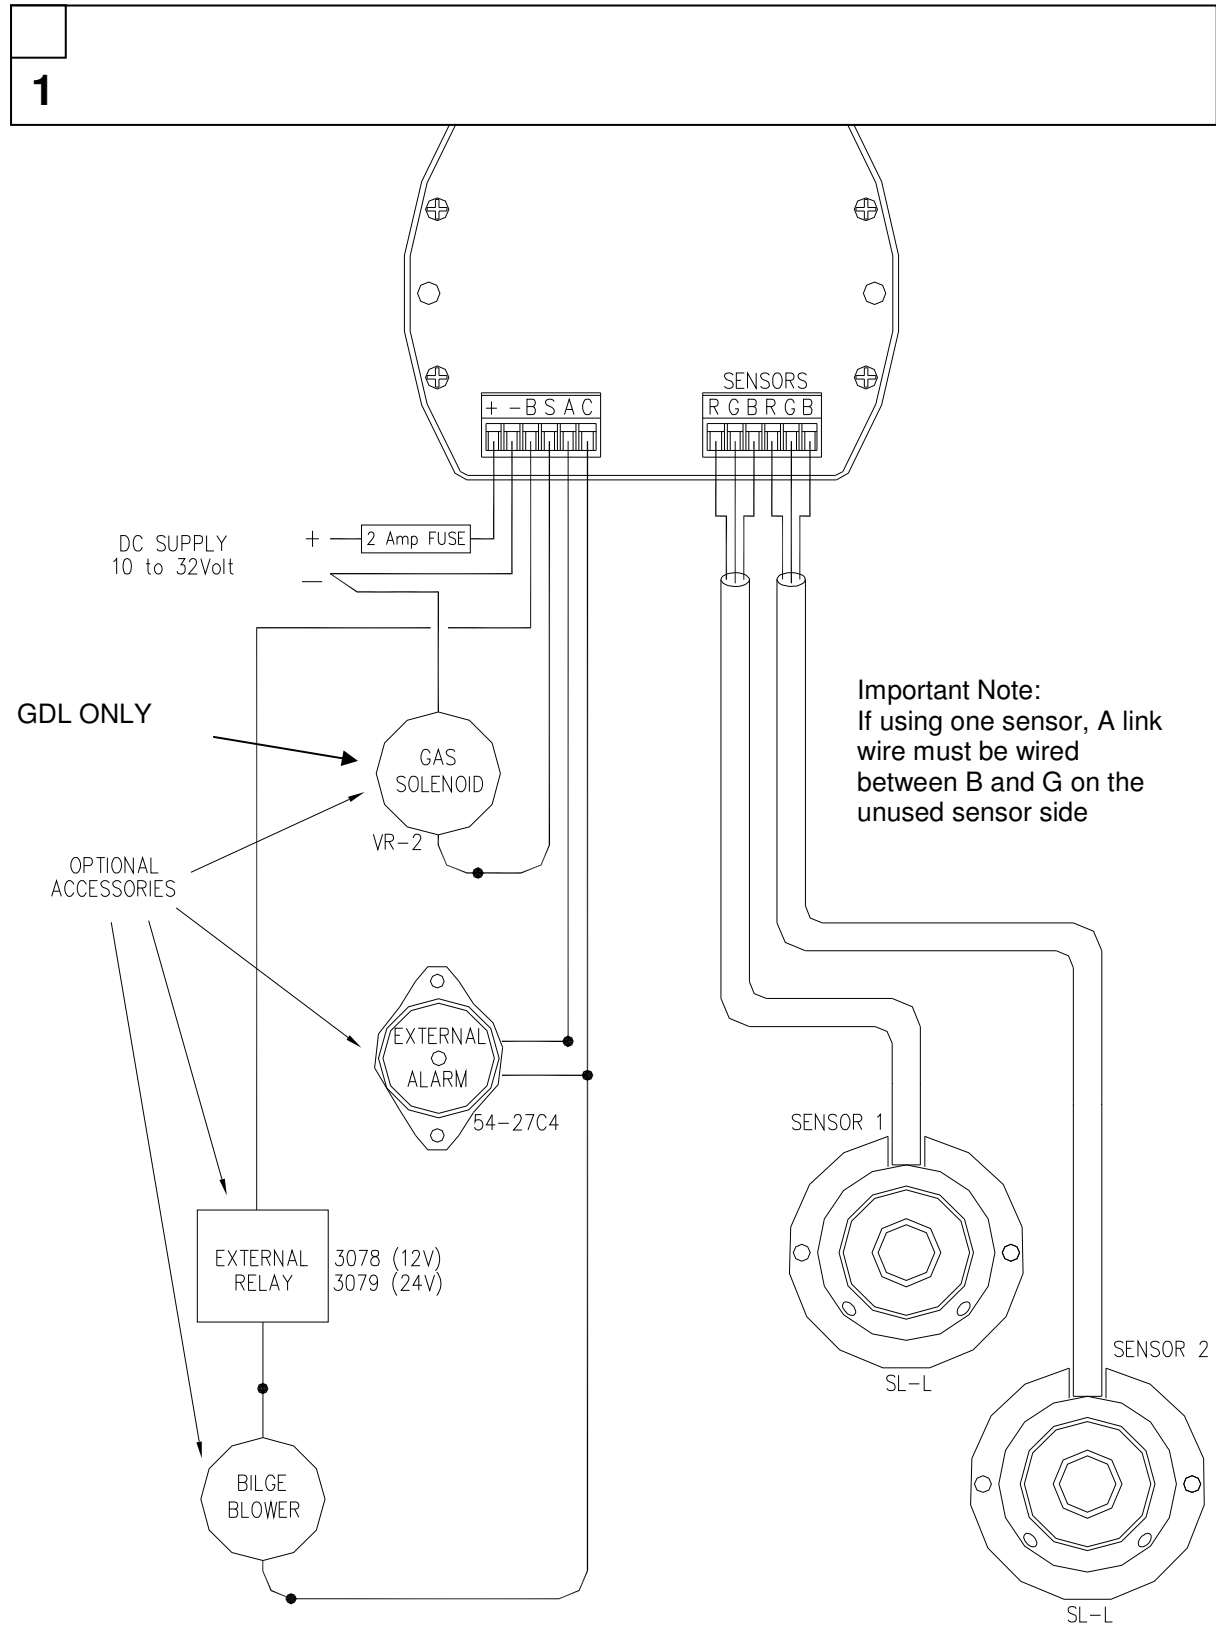 1
SENSORS
+ – B S A C
R G B R G B
DC SUPPLY
10 to 32Volt
+
2 Amp FUSE
—
GDL ONLY
GAS
SOLENOID
VR–2
Important Note:
If using one sensor, A link
wire must be wired
between B and G on the
unused sensor side
OPTIONAL
ACCESSORIES
EXTERNAL
ALARM
54–27C4
SENSOR 1
SL–L
EXTERNAL
RELAY
3078 (12V)
3079 (24V)
SENSOR 2
SL–L
BILGE
BLOWER